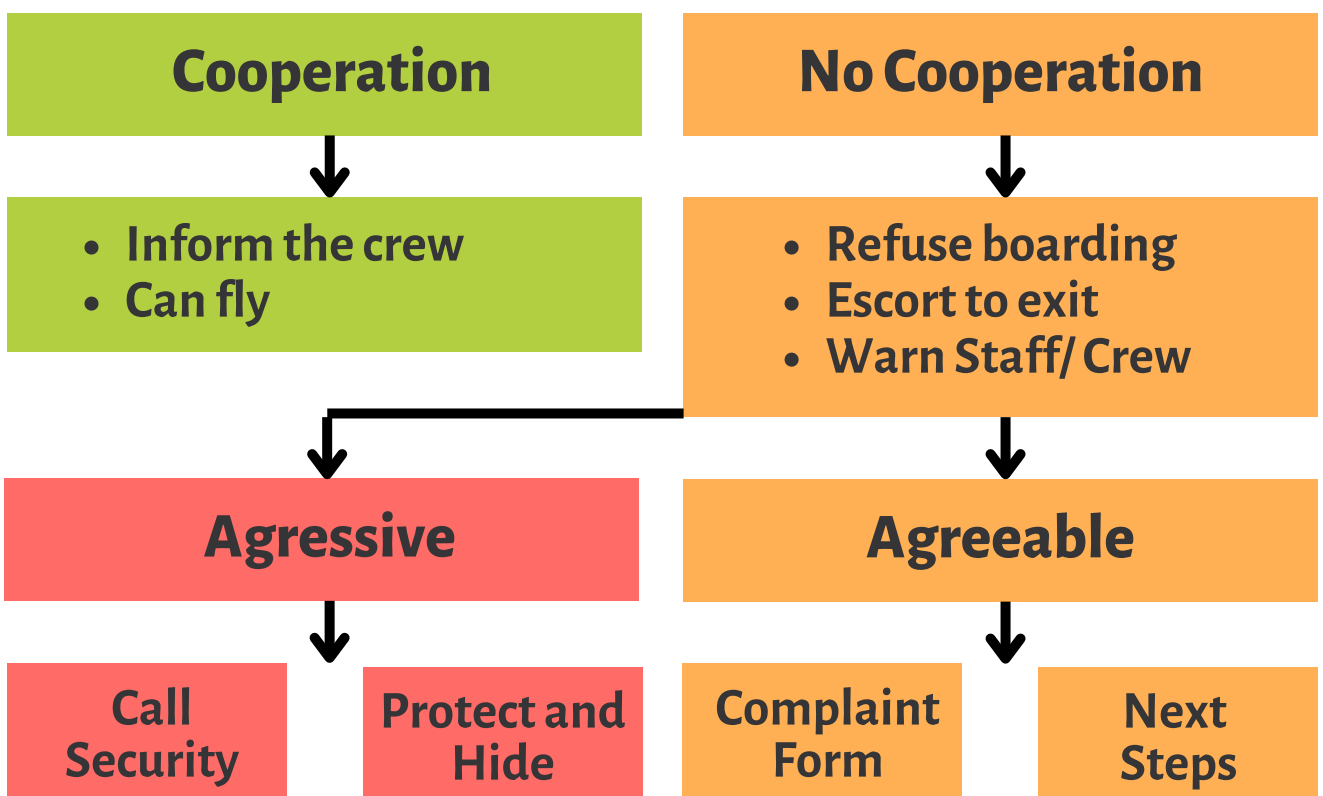 Cooperation
No Cooperation
• Inform the crew
• Can fly
• Refuse boarding
• Escort to exit
• Warn Staff/ Crew
Agressive
Agreeable
Call
Security
Protect and
Hide
Complaint
Form
Next
Steps